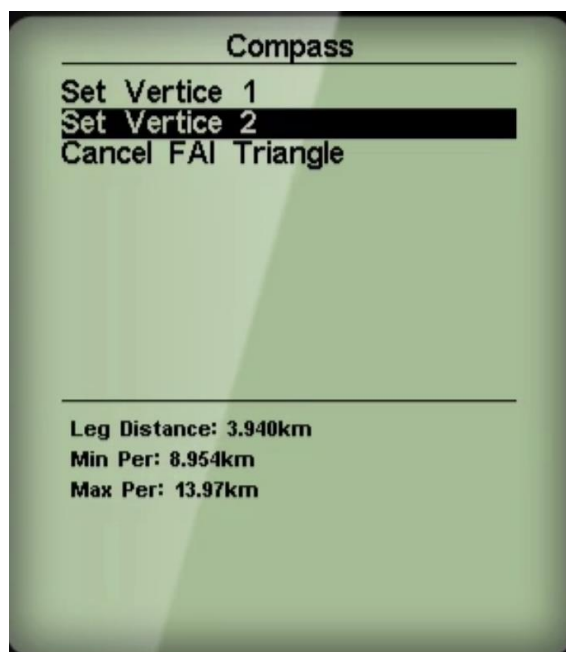 Compass
Set Vertice 1
Set Vertice 2
Cancel FAI Triangle
Leg Distance: 3.940km
Min Per: 8.954km
Max Per: 13.97km